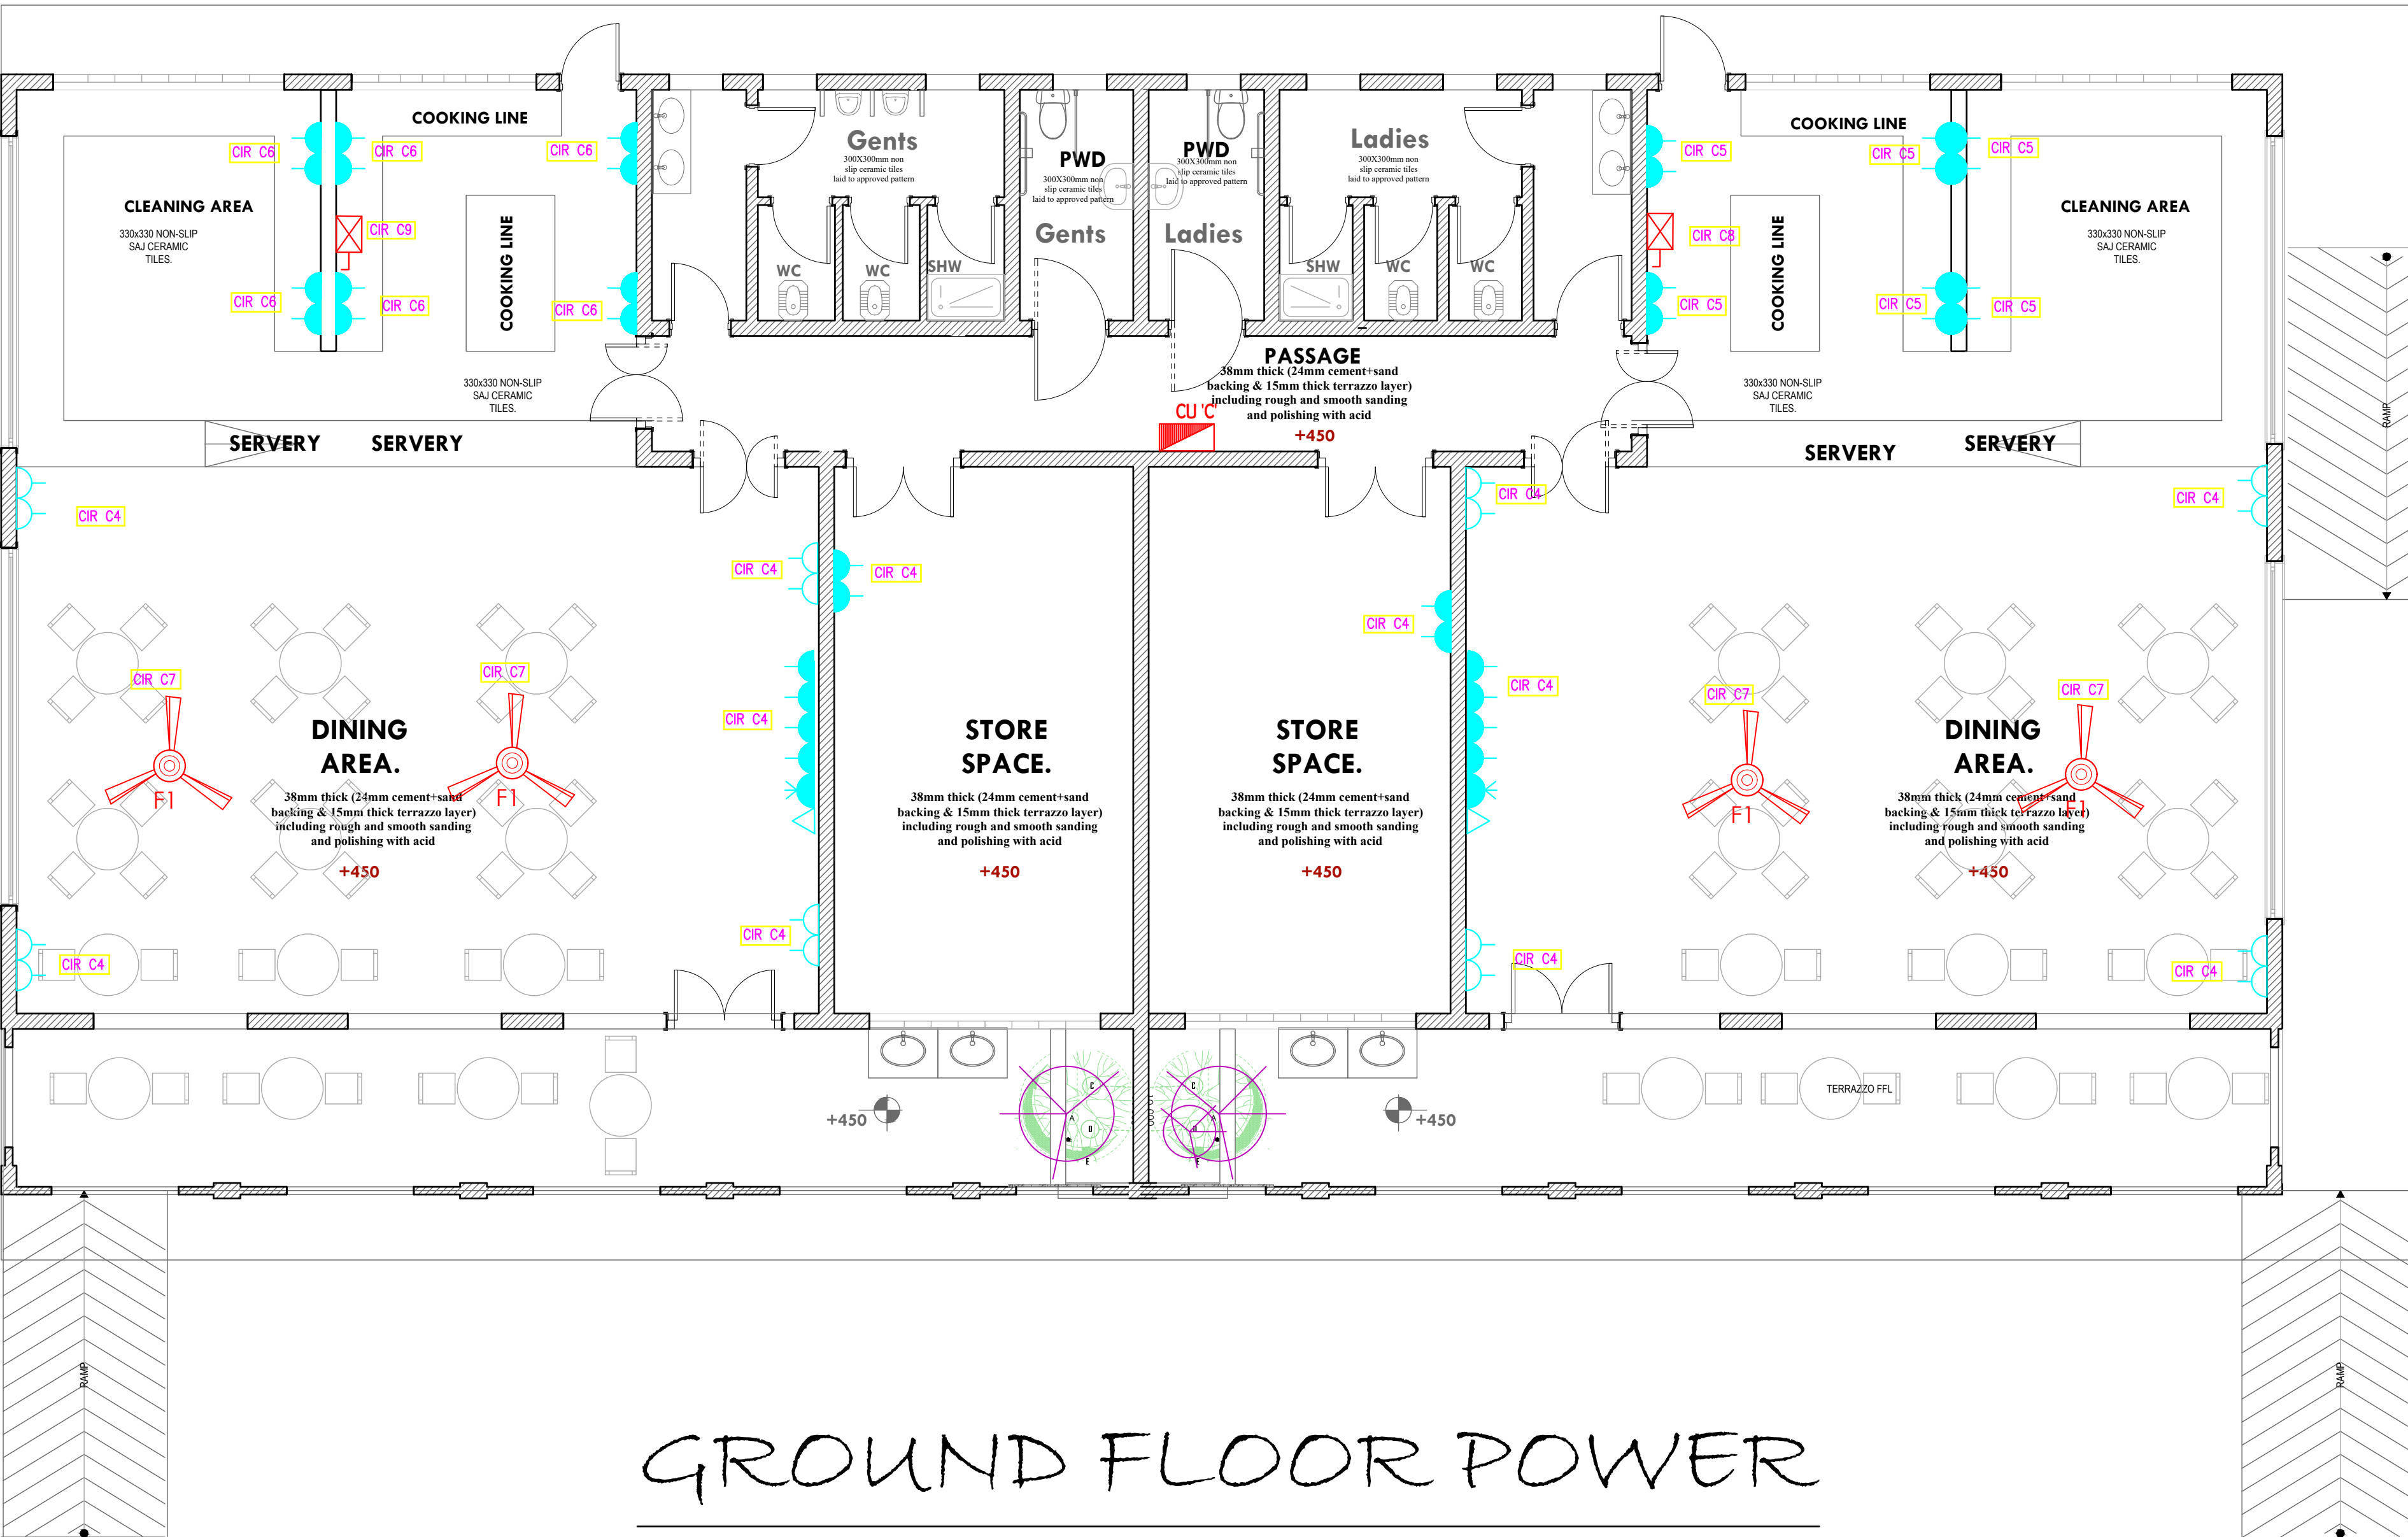 COOKING LINE
CIR C6
CIR C6
CIR C6
CLEANING AREA
330x330 NON-SLIP
SAJ CERAMIC
TILES.
CIR C9
COOKING LINE
CIR C6
CIR C6
CIR C6
330x330 NON-SLIP
SAJ CERAMIC
TILES.
SERVERY
SERVERY
Gents
300X300mm non
slip ceramic tiles
laid to approved pattern
WC
WC
SHW
PWD
300X300mm non
slip ceramic tiles
laid to approved pattern
Gents
PWD
300X300mm non
slip ceramic tiles
laid to approved pattern
Ladies
Ladies
300X300mm non
slip ceramic tiles
laid to approved pattern
SHW
WC
WC
PASSAGE
38mm thick (24mm cement+sand
backing & 15mm thick terrazzo layer)
including rough and smooth sanding
and polishing with acid
+450
CU 'C'
COOKING LINE
CIR C5
CIR C5
CIR C5
CLEANING AREA
330x330 NON-SLIP
SAJ CERAMIC
TILES.
CIR C8
COOKING LINE
CIR C5
CIR C5
CIR C5
330x330 NON-SLIP
SAJ CERAMIC
TILES.
SERVERY
SERVERY
RAMP
CIR C4
CIR C4
CIR C4
CIR C4
CIR C4
CIR C4
CIR C7
CIR C7
CIR C4
F1
F1
DINING
AREA.
38mm thick (24mm cement+sand
backing & 15mm thick terrazzo layer)
including rough and smooth sanding
and polishing with acid
+450
CIR C4
CIR C4
STORE
SPACE.
38mm thick (24mm cement+sand
backing & 15mm thick terrazzo layer)
including rough and smooth sanding
and polishing with acid
+450
STORE
SPACE.
38mm thick (24mm cement+sand
backing & 15mm thick terrazzo layer)
including rough and smooth sanding
and polishing with acid
+450
CIR C4
CIR C7
CIR C7
F1
F1
DINING
AREA.
38mm thick (24mm cement+sand
backing & 15mm thick terrazzo layer)
including rough and smooth sanding
and polishing with acid
+450
CIR C4
CIR C4
+450
C
A
D
E
C
A
+450
TERRAZZO FFL
RAMP
RAMP
GROUND FLOOR POWER